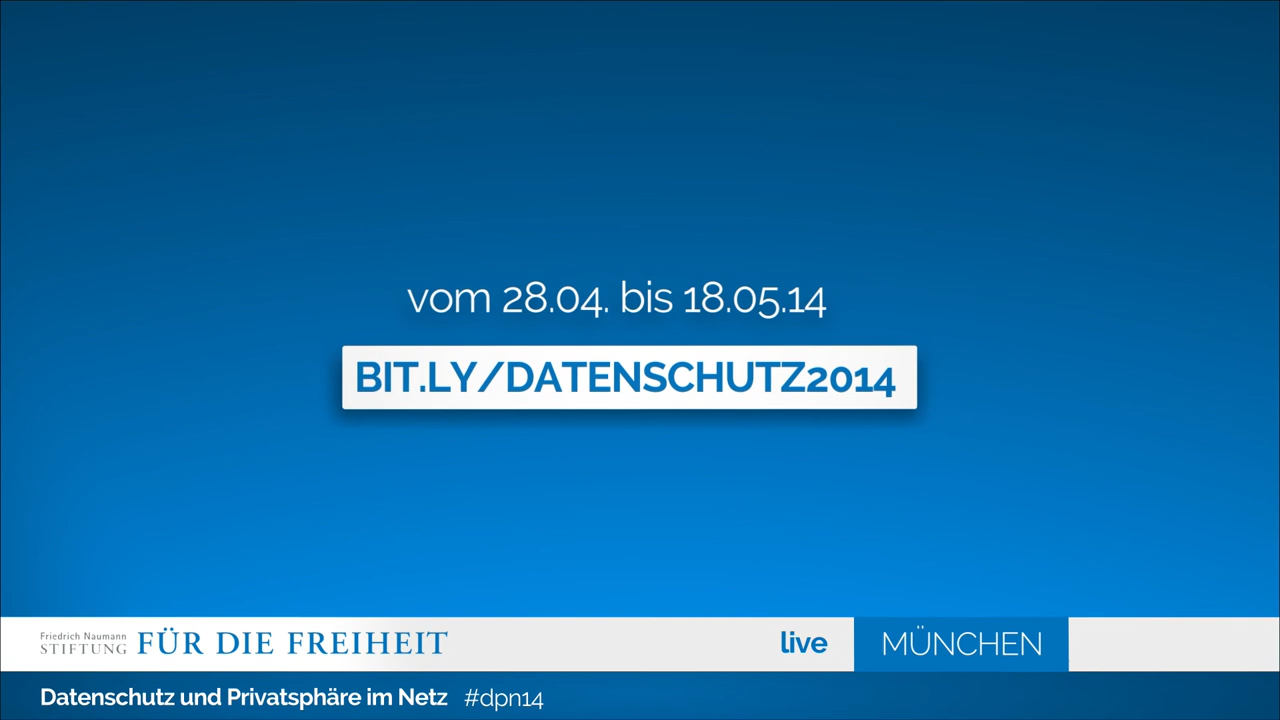 vom 28.04. bis 18.05.14
BIT.LY/DATENSCHUTZ2014
Friedrich Naumann
STIFTUNG FÜR DIE FREIHEIT
live MÜNCHEN
Datenschutz und Privatsphäre im Netz #dpn14